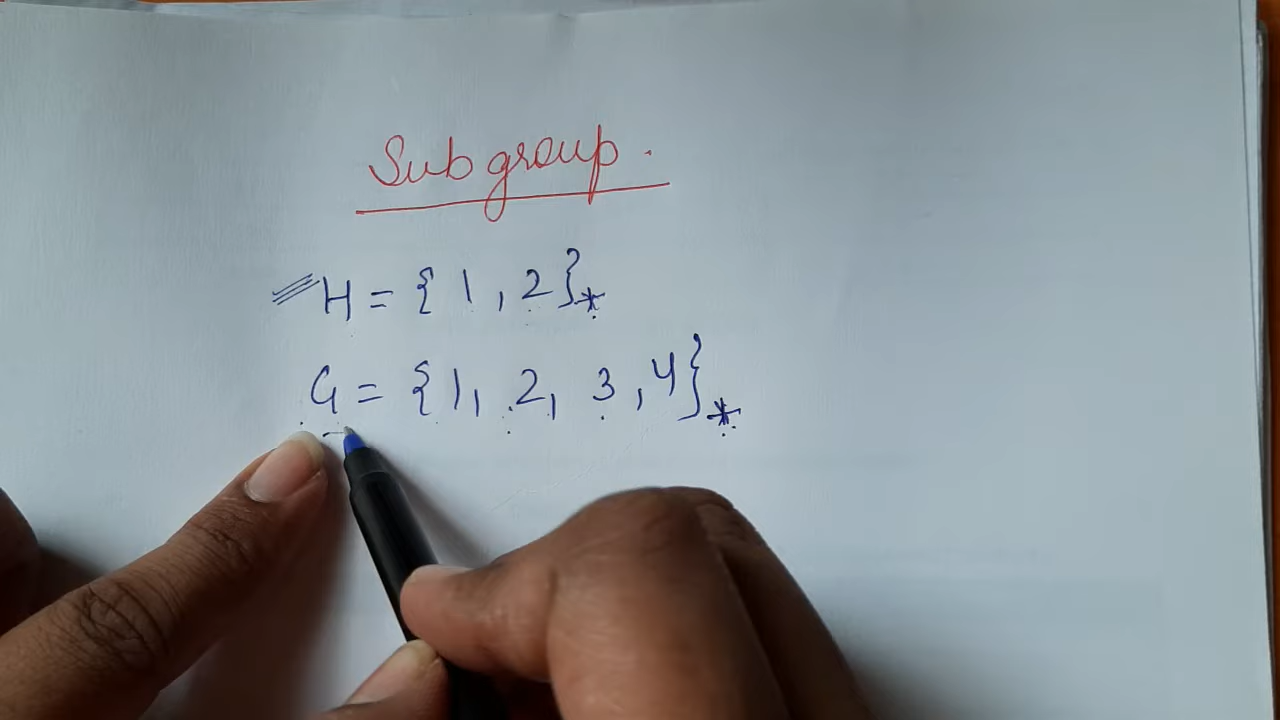 Subgroup.
H = {1, 2}*
G = {1, 2, 3, 4}*